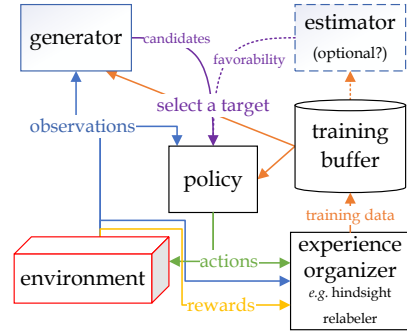 generator
candidates
estimator
(optional?)
favorability
select a target
observations
training
buffer
policy
training data
environment
actions
rewards
experience
organizer
e.g. hindsight
relabeler